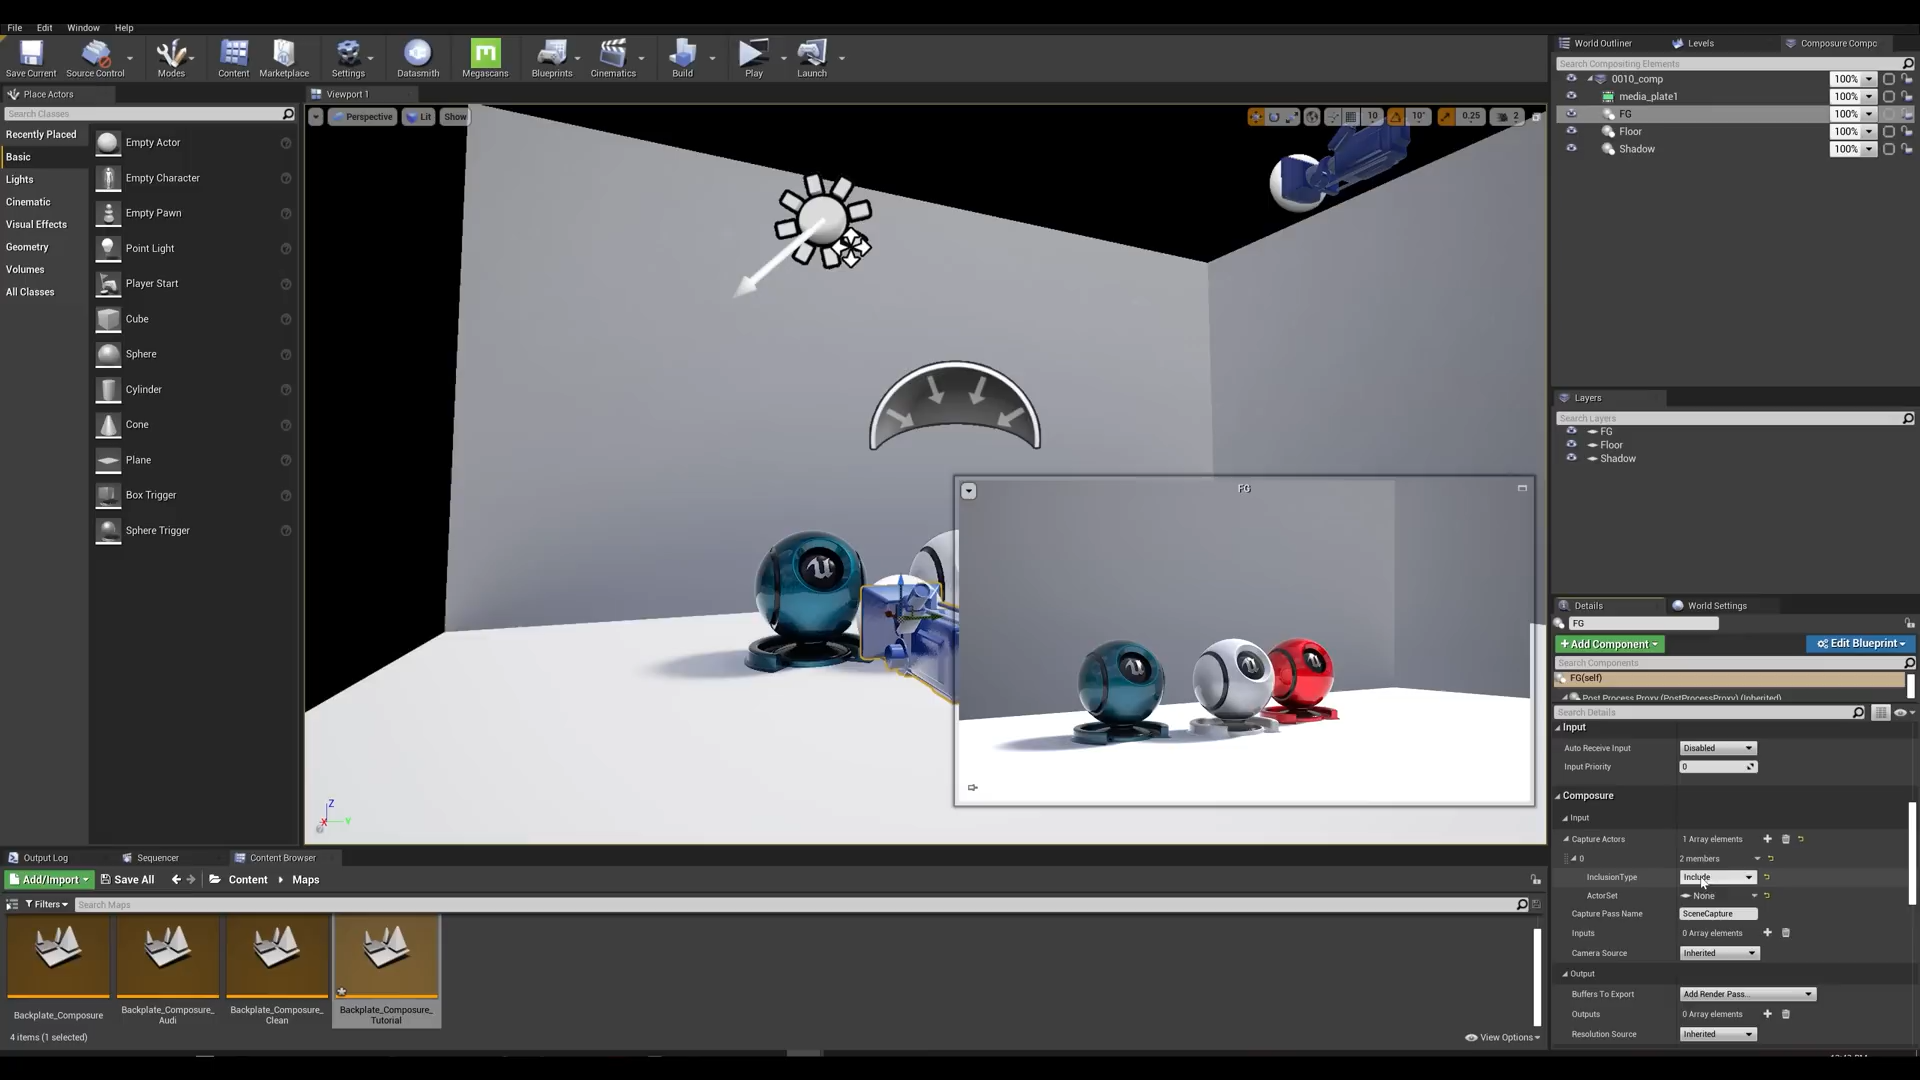 File Edit Window Help
Save Current Source Control Modes Content Marketplace Settings Datasmith Megascans Blueprints Cinematics Build Play Launch
Place Actors
Search Classes
Recently Placed
Basic
Lights
Cinematic
Visual Effects
Geometry
Volumes
All Classes
Empty Actor
Empty Character
Empty Pawn
Point Light
Player Start
Cube
Sphere
Cylinder
Cone
Plane
Box Trigger
Sphere Trigger
Viewport 1
Perspective Lit Show
10 10° 0.25 2
FG
Z
X Y
World Outliner Levels Composure Compc
Search Compositing Elements
0010_comp 100%
media_plate1 100%
FG 100%
Floor 100%
Shadow 100%
Layers
Search Layers
FG
Floor
Shadow
Details World Settings
FG
+Add Component Edit Blueprint
Search Components
FG(self)
Post Process Proxy (PostProcessProxy) (Inherited)
Search Details
Input
Auto Receive Input Disabled
Input Priority 0
Composure
Input
Capture Actors 1 Array elements
0 2 members
InclusionType Include
ActorSet None
Capture Pass Name SceneCapture
Inputs 0 Array elements
Camera Source Inherited
Output
Buffers To Export Add Render Pass...
Outputs 0 Array elements
Resolution Source Inherited
Output Log Sequencer Content Browser
Add/Import Save All Content Maps
Filters Search Maps
Backplate_Composure
Backplate_Composure_
Audi
Backplate_Composure_
Clean
Backplate_Composure_
Tutorial
4 items (1 selected)
View Options